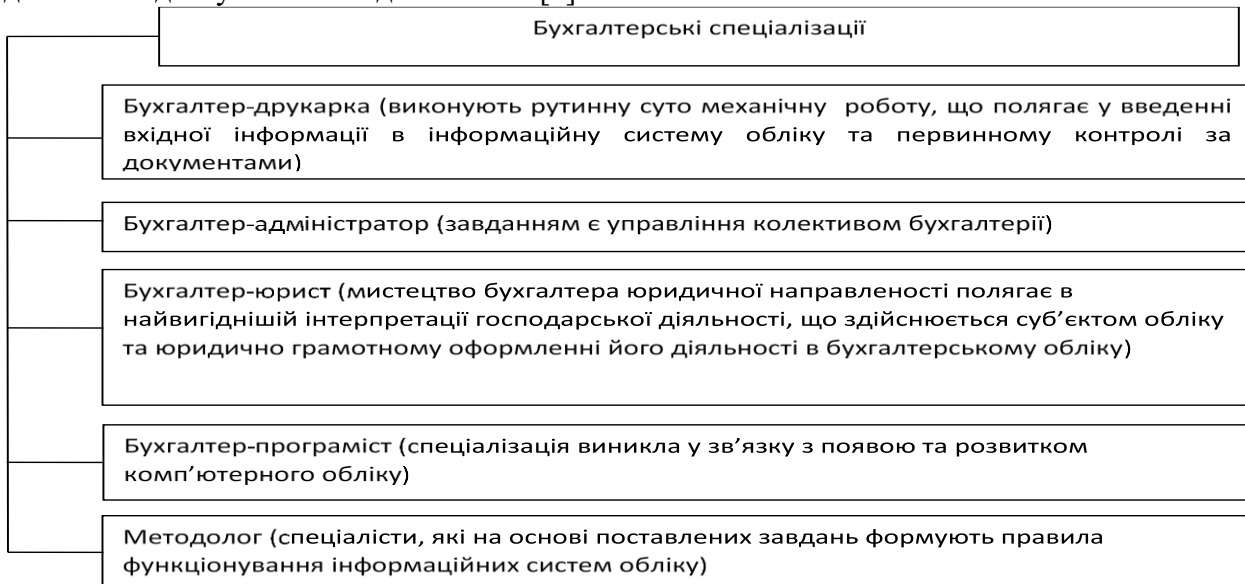 Бухгалтерські спеціалізації
Бухгалтер-друкарка (виконують рутинну суто механічну роботу, що полягає у введенні
вхідної інформації в інформаційну систему обліку та первинному контролі за
документами)
Бухгалтер-адміністратор (завданням є управління колективом бухгалтерії)
Бухгалтер-юрист (мистецтво бухгалтера юридичної направленості полягає в
найвигіднішій інтерпретації господарської діяльності, що здійснюється суб’єктом обліку
та юридично грамотному оформленні його діяльності в бухгалтерському обліку)
Бухгалтер-програміст (спеціалізація виникла у зв’язку з появою та розвитком
комп’ютерного обліку)
Методолог (спеціалісти, які на основі поставлених завдань формують правила
функціонування інформаційних систем обліку)